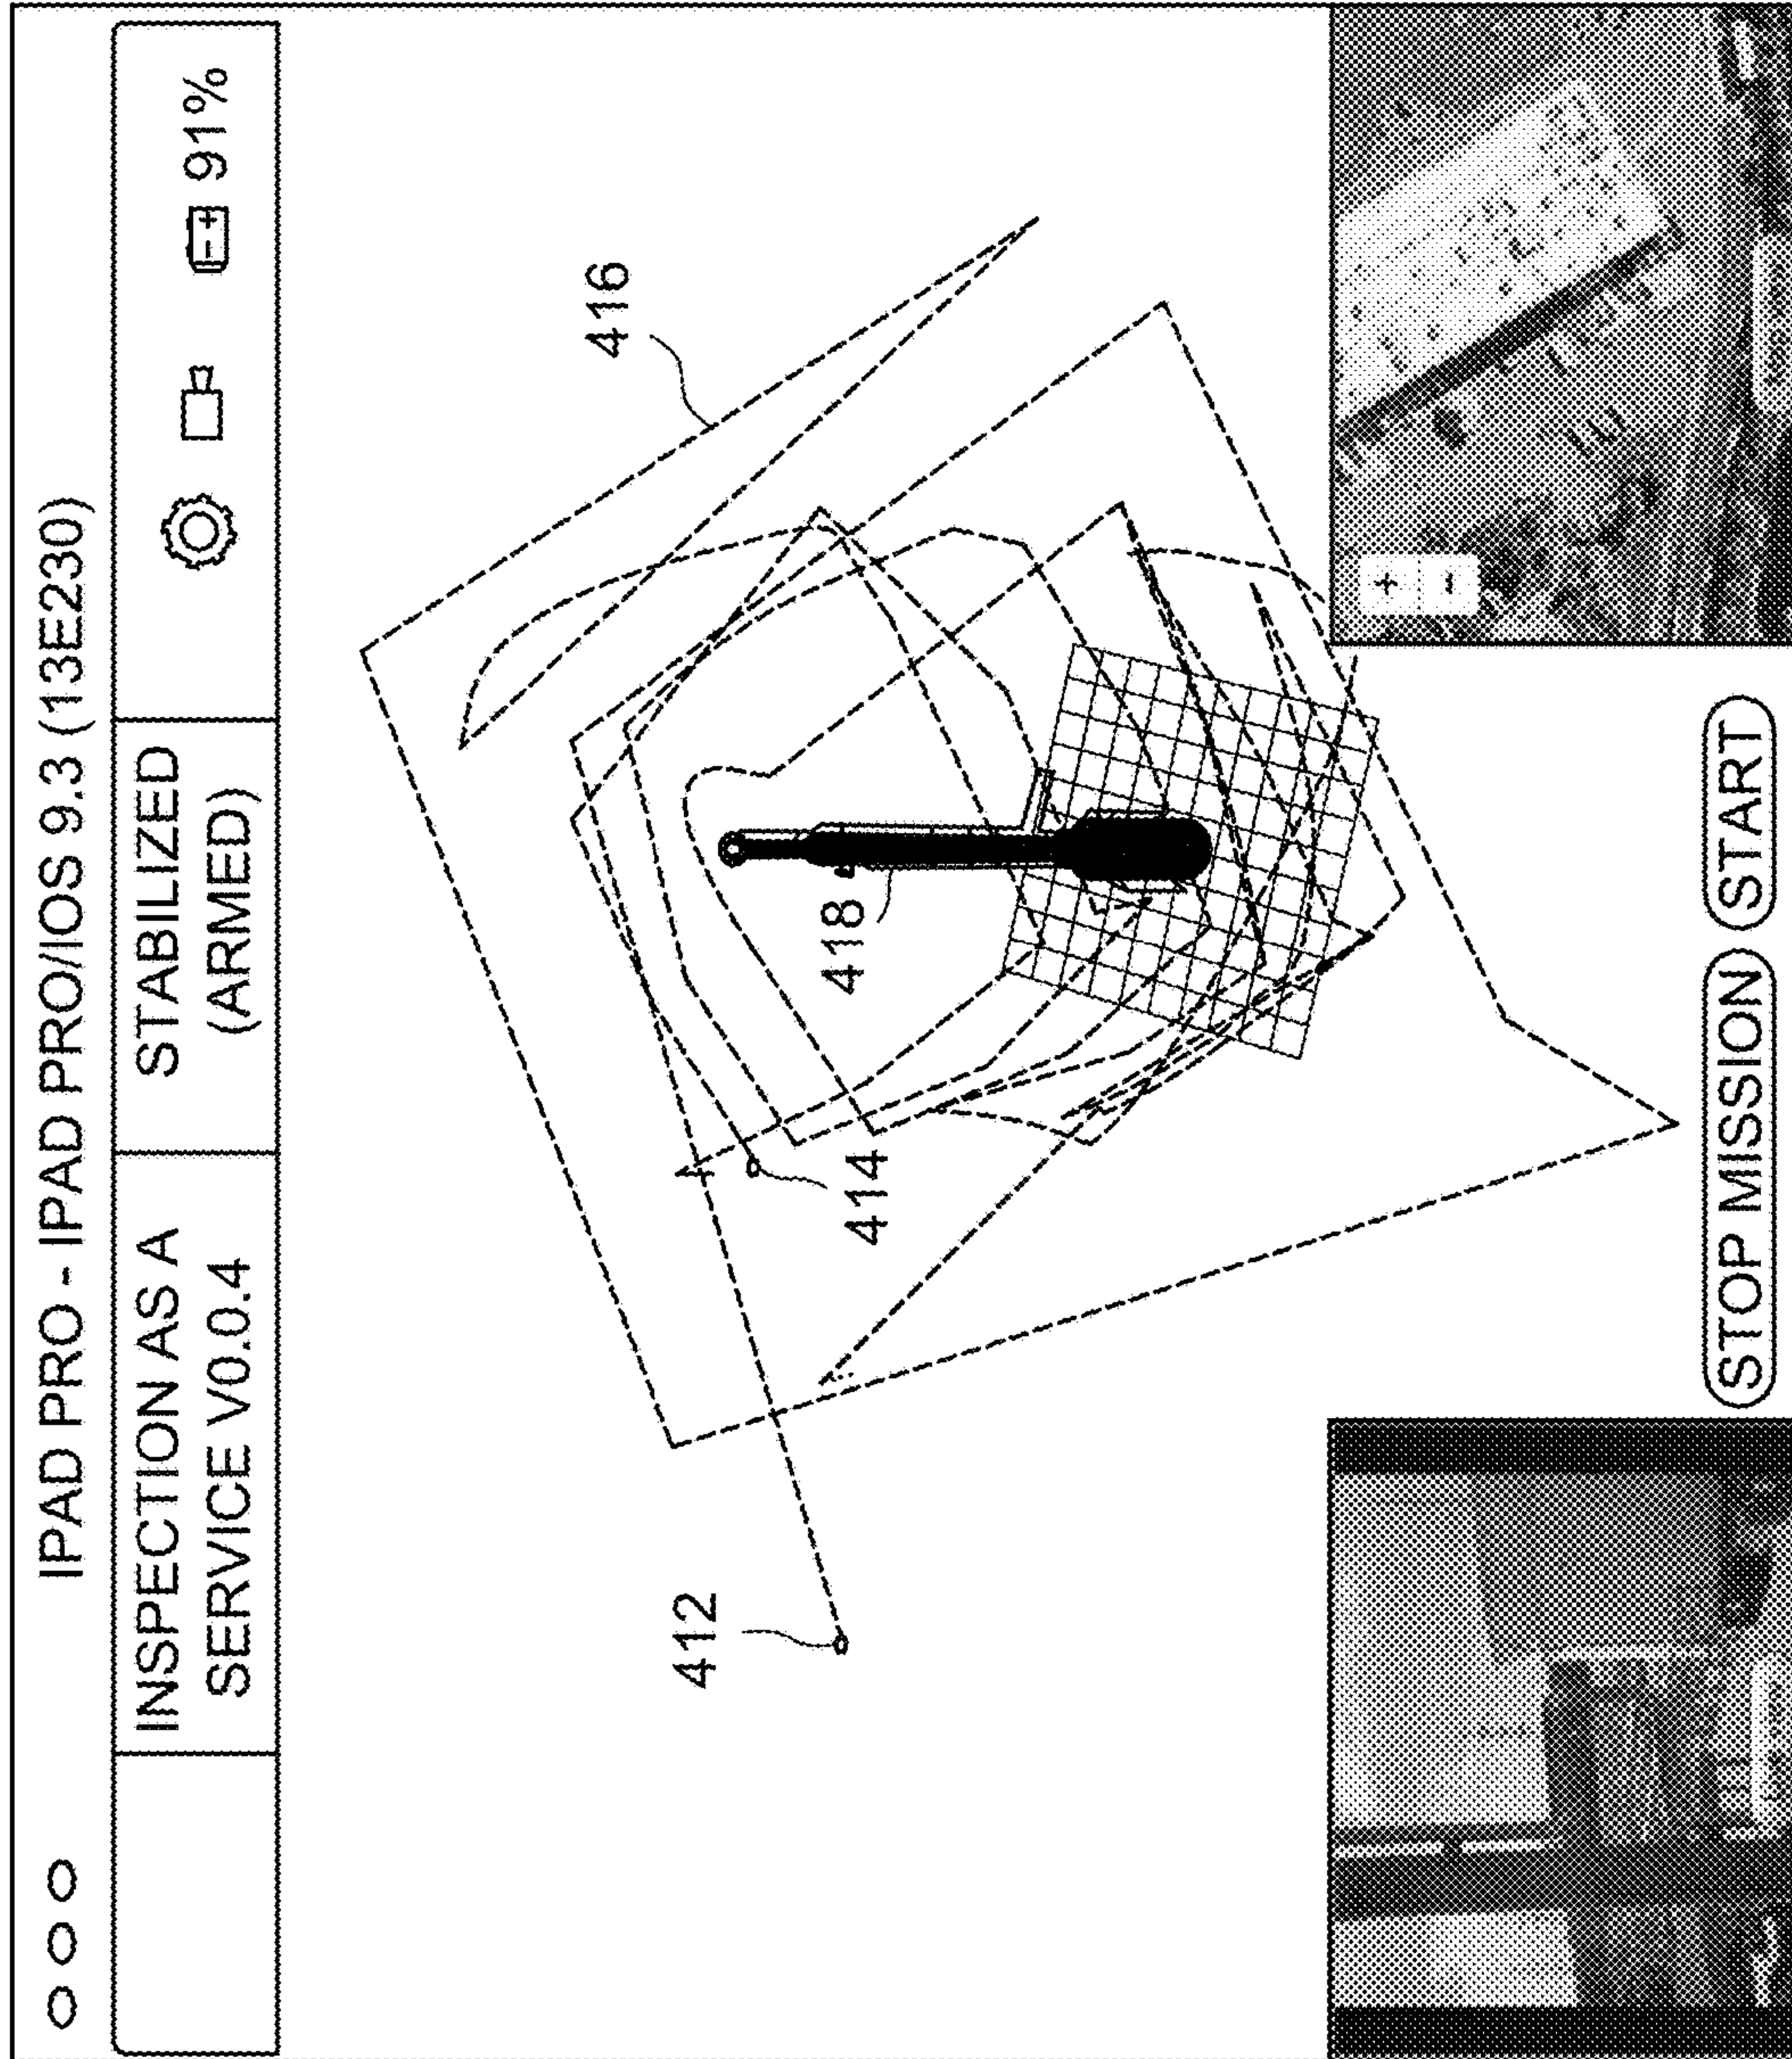 IPAD PRO - IPAD PRO/IOS 9.3 (13E230)
INSPECTION AS A
SERVICE V0.0.4
STABILIZED
(ARMED)
91%
416
418
414
412
+
-
STOP MISSION
START